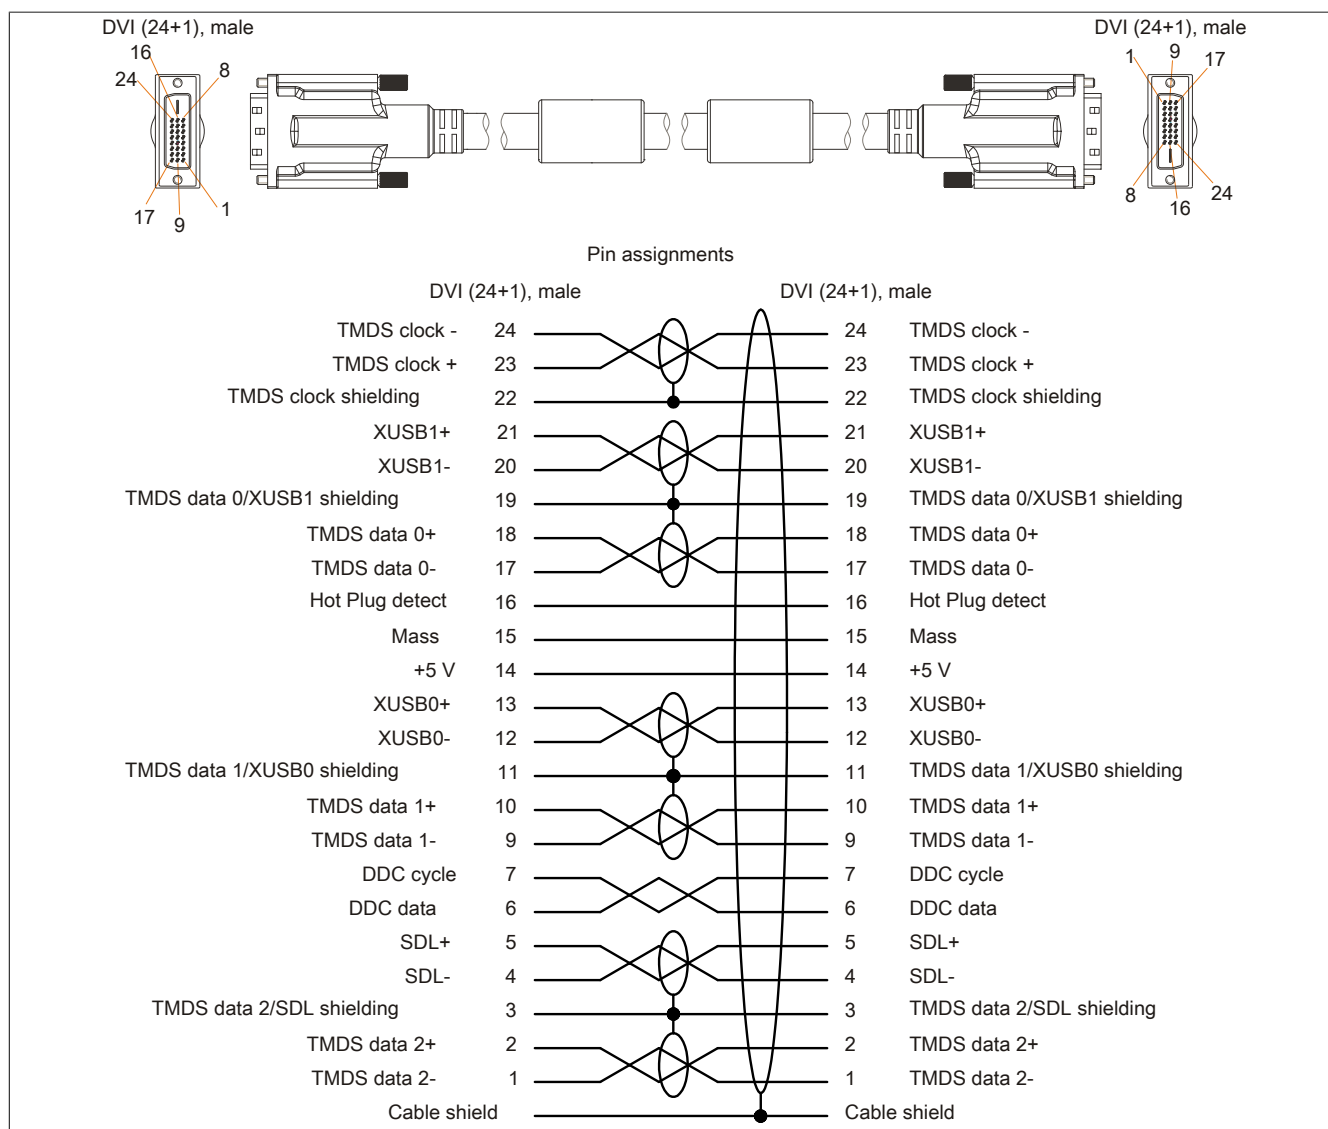 DVI (24+1), male
DVI (24+1), male
16
24
8
17
9
1
1
9
17
8
16
24
Pin assignments
DVI (24+1), male DVI (24+1), male
TMDS clock - 24 24 TMDS clock -
TMDS clock + 23 23 TMDS clock +
TMDS clock shielding 22 22 TMDS clock shielding
XUSB1+ 21 21 XUSB1+
XUSB1- 20 20 XUSB1-
TMDS data 0/XUSB1 shielding 19 19 TMDS data 0/XUSB1 shielding
TMDS data 0+ 18 18 TMDS data 0+
TMDS data 0- 17 17 TMDS data 0-
Hot Plug detect 16 16 Hot Plug detect
Mass 15 15 Mass
+5 V 14 14 +5 V
XUSB0+ 13 13 XUSB0+
XUSB0- 12 12 XUSB0-
TMDS data 1/XUSB0 shielding 11 11 TMDS data 1/XUSB0 shielding
TMDS data 1+ 10 10 TMDS data 1+
TMDS data 1- 9 9 TMDS data 1-
DDC cycle 7 7 DDC cycle
DDC data 6 6 DDC data
SDL+ 5 5 SDL+
SDL- 4 4 SDL-
TMDS data 2/SDL shielding 3 3 TMDS data 2/SDL shielding
TMDS data 2+ 2 2 TMDS data 2+
TMDS data 2- 1 1 TMDS data 2-
Cable shield Cable shield